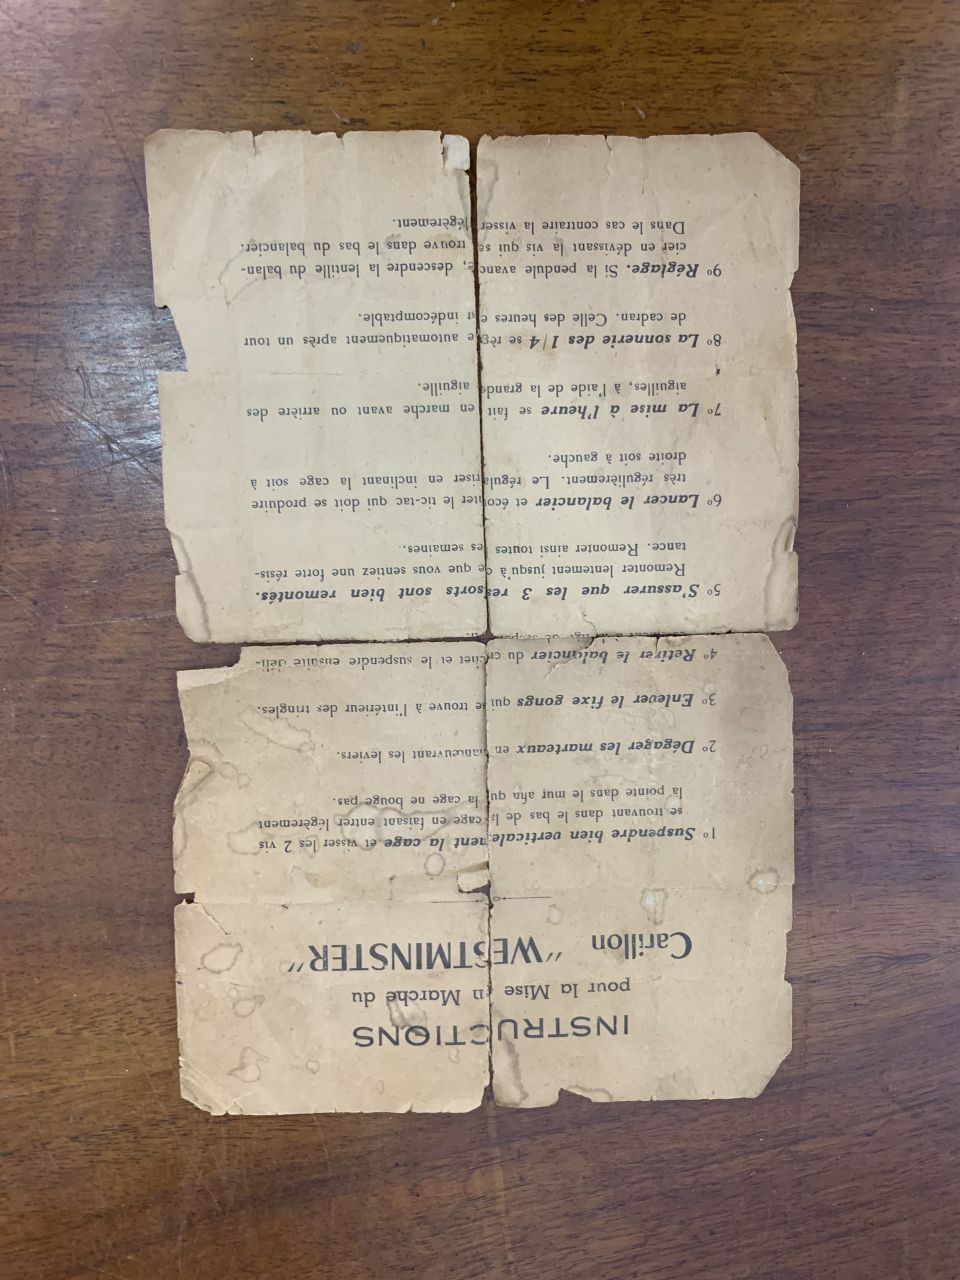 INSTRUCTIONS
pour la Mise en Marche du
Carillon "WESTMINSTER"
1° Suspendre bien verticalement la cage et visser les 2 vis
se trouvant dans le bas de la cage en faisant entrer légèrement
la pointe dans le mur afin que la cage ne bouge pas.
2° Dégager les marteaux en manœuvrant les leviers.
3° Enlever le fixe gongs qui se trouve à l'intérieur des tringles.
4° Retirer le balancier du crochet et le suspendre ensuite déli-
5° S'assurer que les 3 ressorts sont bien remontés.
Remonter lentement jusqu'à ce que vous sentiez une forte résis-
tance. Remonter ainsi toutes les semaines.
6° Lancer le balancier et écouter le tic-tac qui doit se produire
très régulièrement. Le régulariser en inclinant la cage soit à
droite soit à gauche.
7° La mise à l'heure se fait en marche avant ou arrière des
aiguilles, à l'aide de la grande aiguille.
8° La sonnerie des 1/4 se règle automatiquement après un tour
de cadran. Celle des heures est indécomptable.
9° Réglage. Si la pendule avance, descendre la lentille du balan-
cier en dévissant la vis qui se trouve dans le bas du balancier.
Dans le cas contraire la visser légèrement.